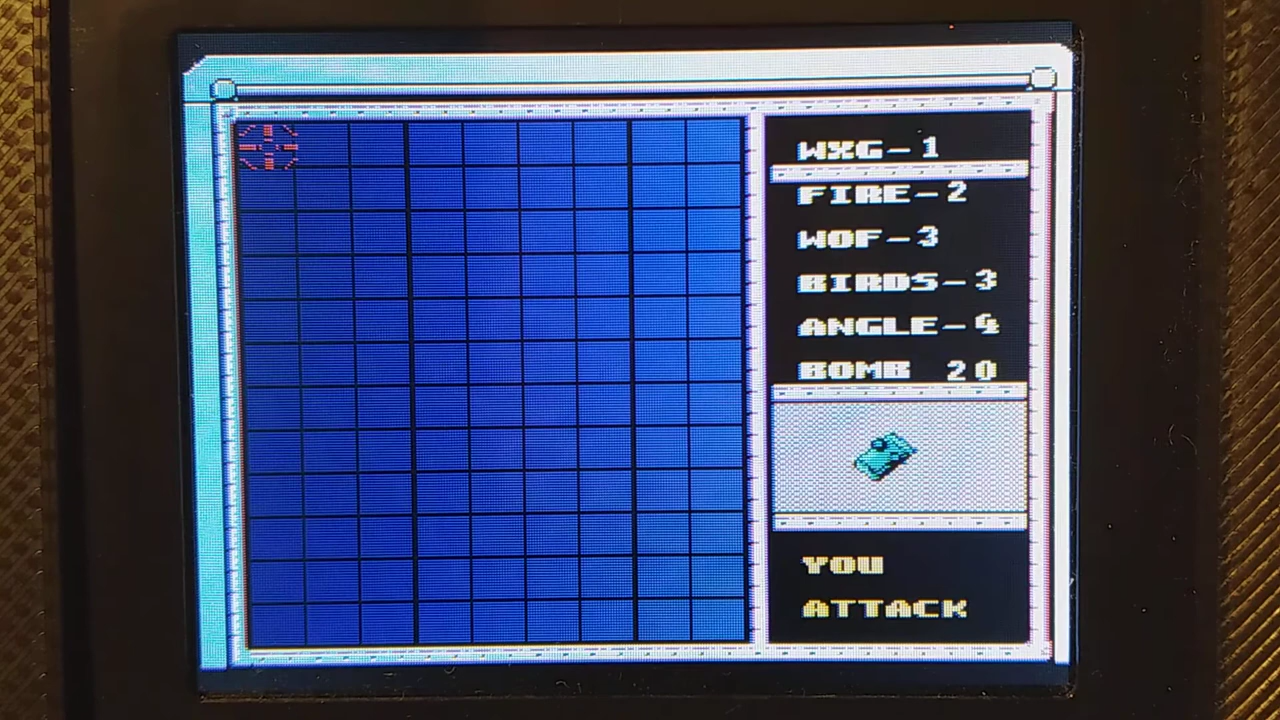 WXG-1
FIRE-2
WOF-3
BIRDS-3
ANGLE-4
BOMB 20
YOU
ATTACK